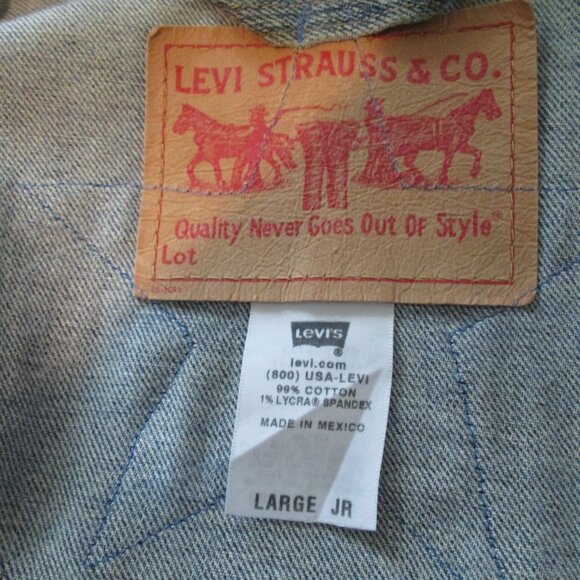 LEVI STRAUSS & CO.
Quality Never Goes Out Of Style®
Lot
Levi's
®
levi.com
(800) USA-LEVI
99% COTTON
1% LYCRA® SPANDEX
MADE IN MEXICO
LARGE JR